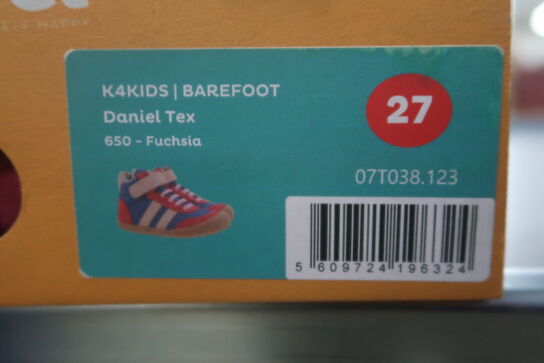 K4KIDS | BAREFOOT
Daniel Tex
650 - Fuchsia
27
07T038.123
5 609724 196324